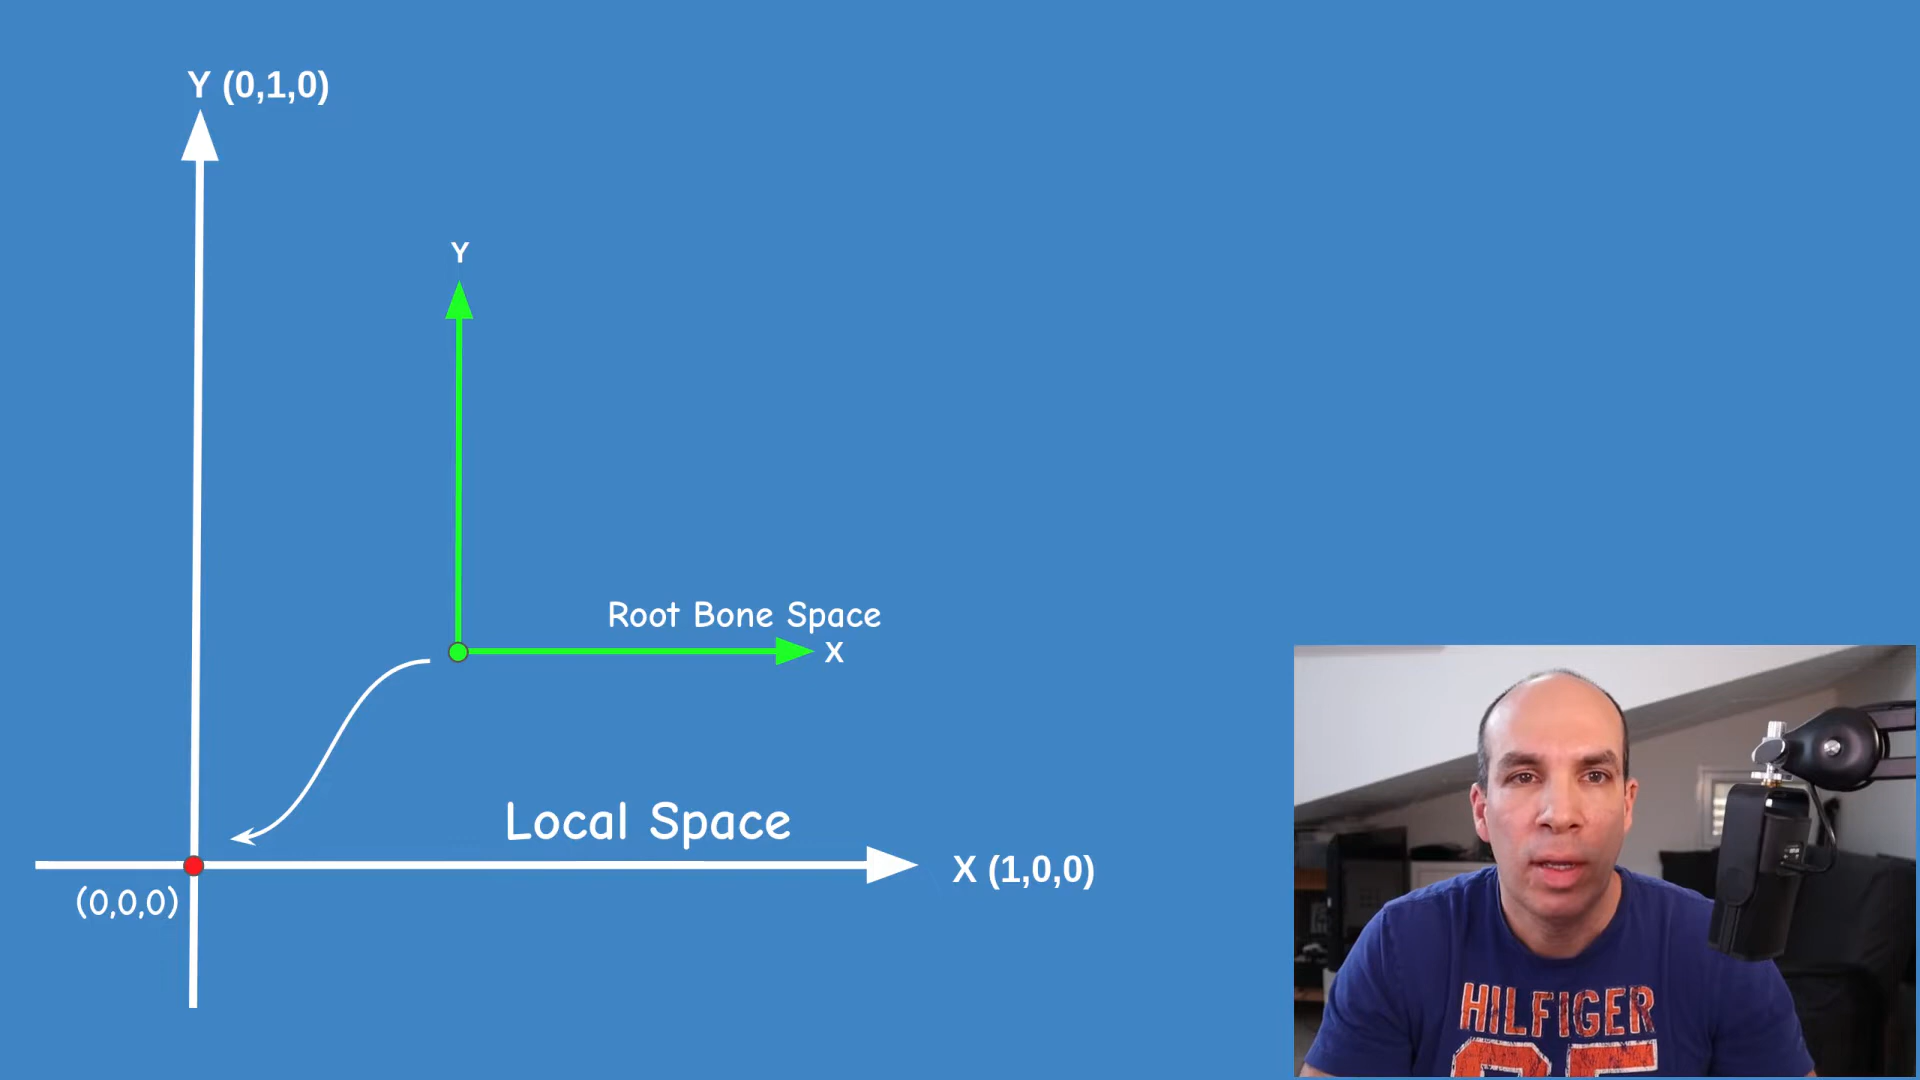 Y (0,1,0)
Y
Root Bone Space
X
Local Space
X (1,0,0)
(0,0,0)
HILFIGER